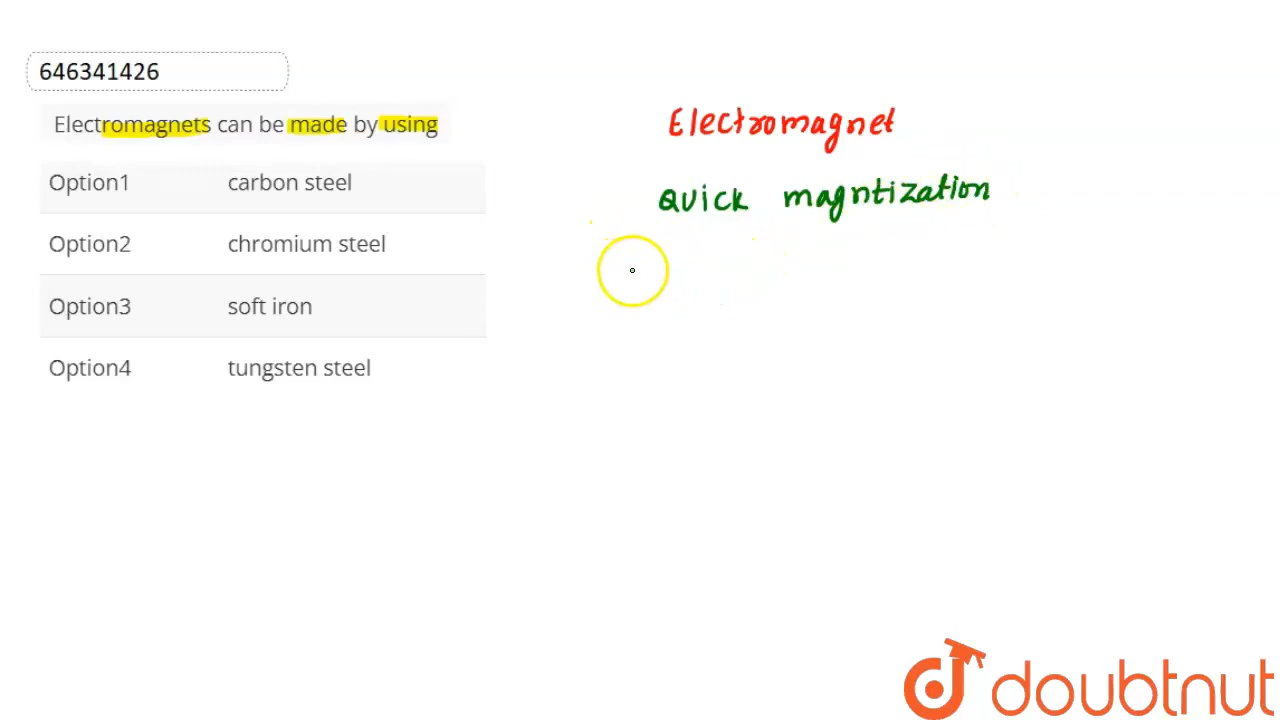 646341426
Electromagnets can be made by using
Option1 carbon steel
Option2 chromium steel
Option3 soft iron
Option4 tungsten steel
Electromagnet
Quick magntization
doubtnut